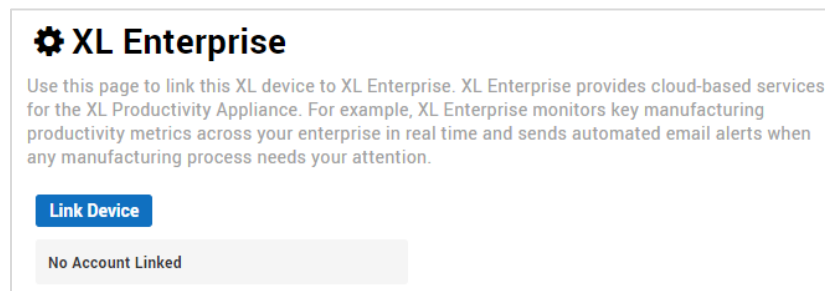 XL Enterprise
Use this page to link this XL device to XL Enterprise. XL Enterprise provides cloud-based services
for the XL Productivity Appliance. For example, XL Enterprise monitors key manufacturing
productivity metrics across your enterprise in real time and sends automated email alerts when
any manufacturing process needs your attention.
Link Device
No Account Linked